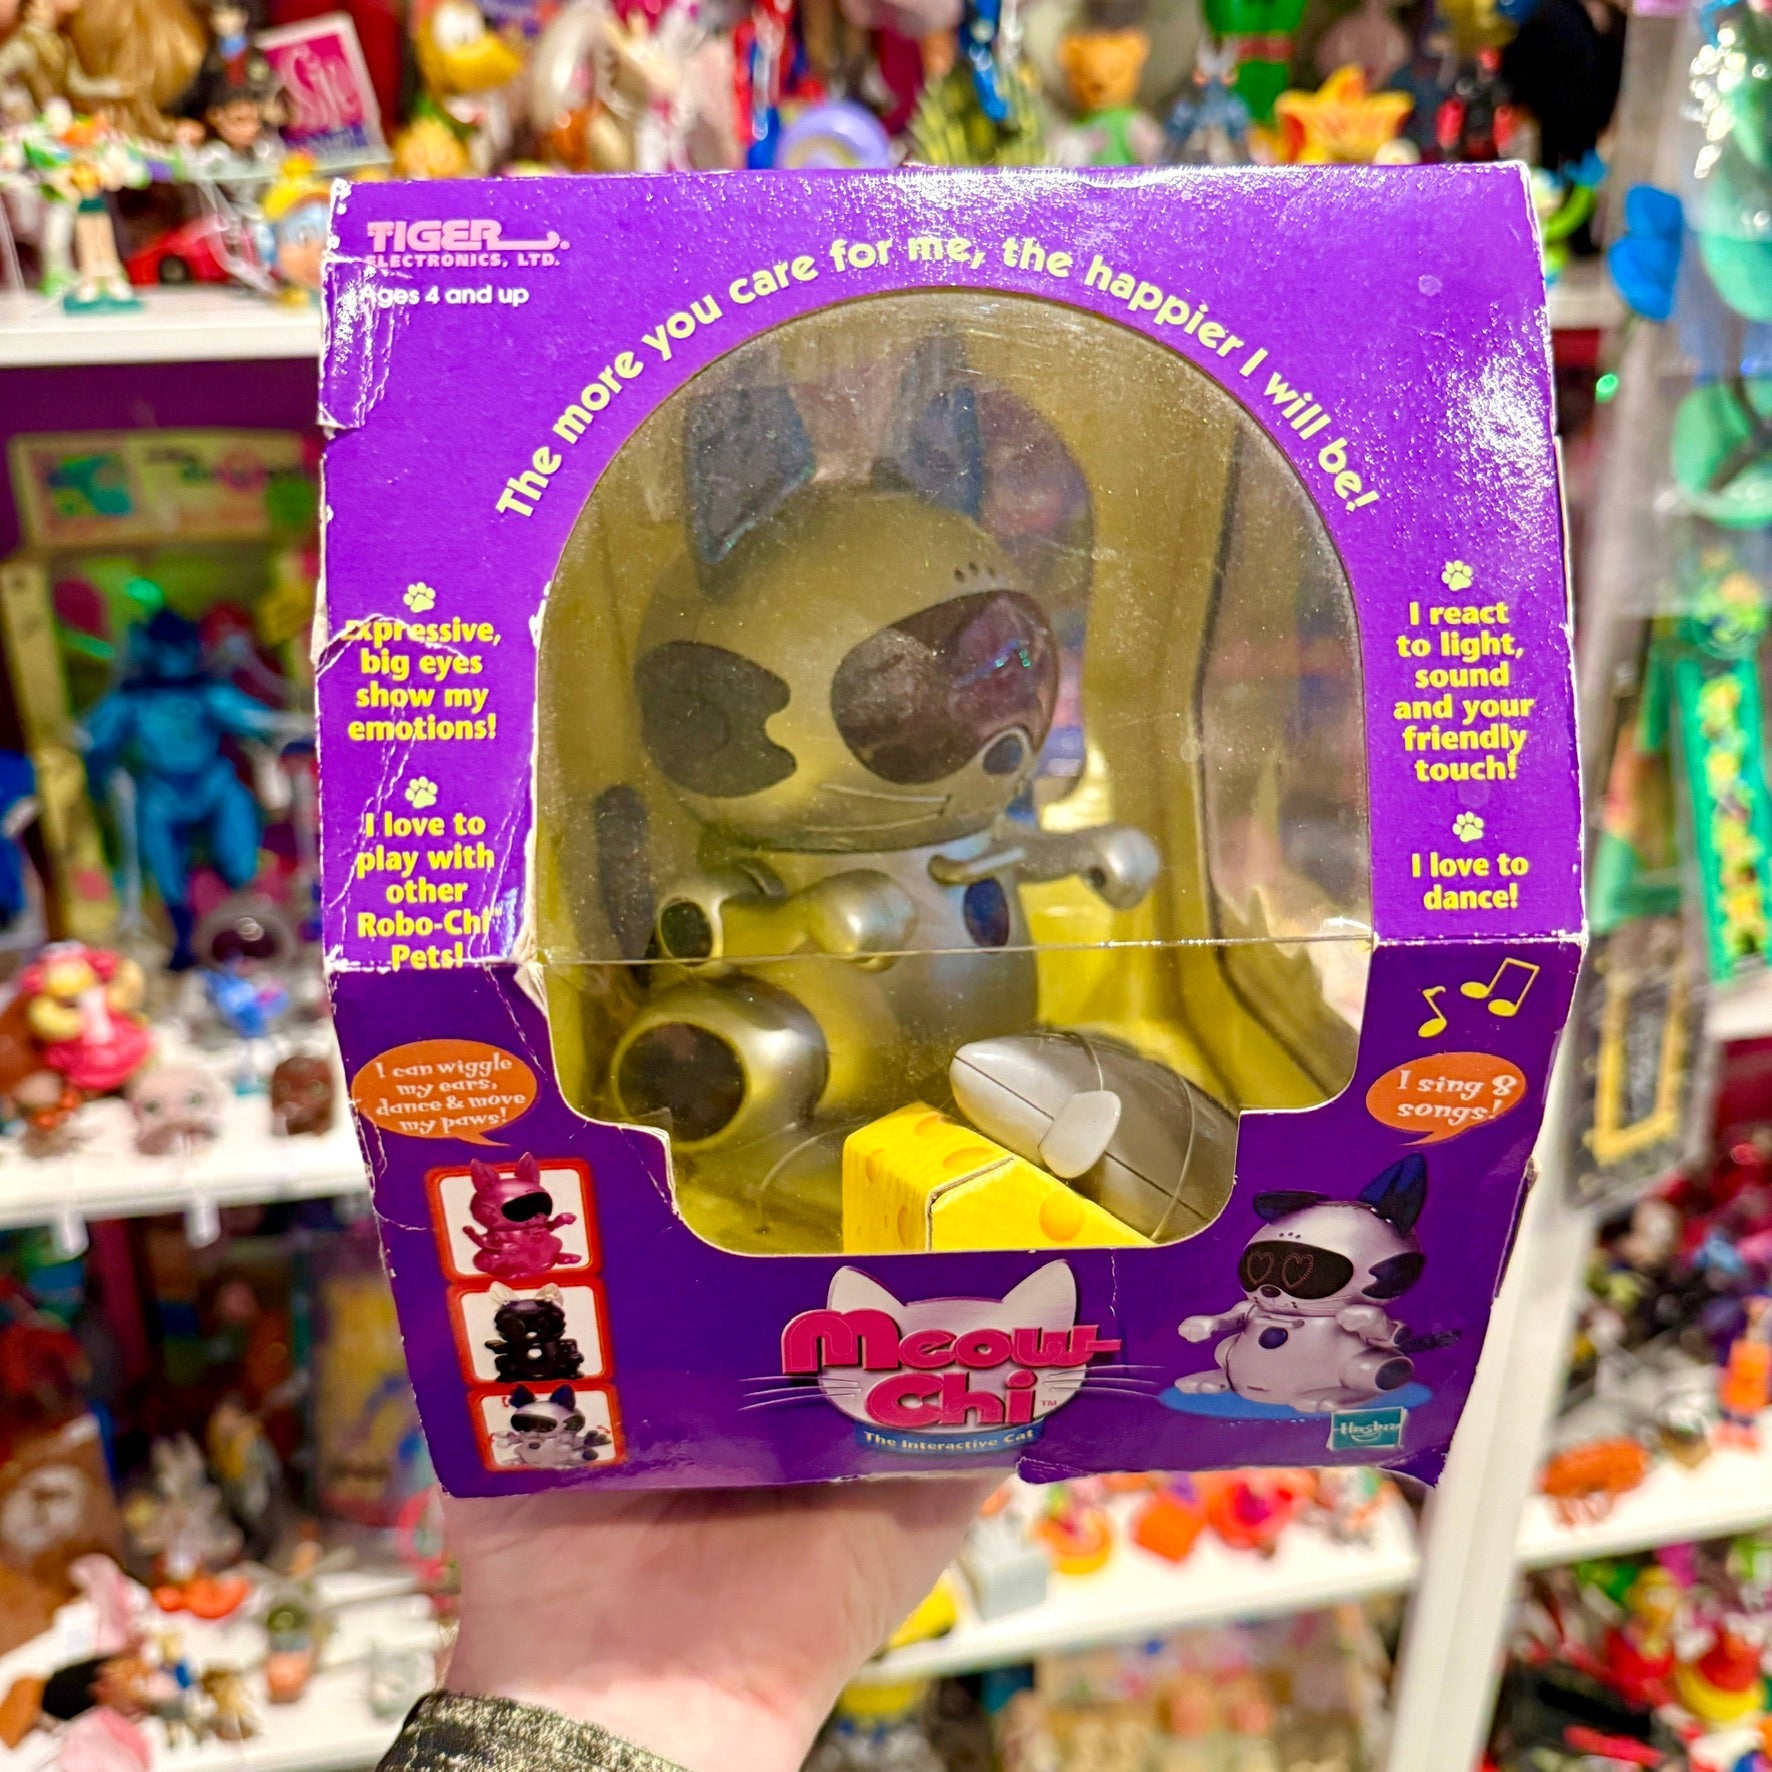 TIGER
ELECTRONICS, LTD.
Ages 4 and up
The more you care for me, the happier I will be!
Expressive,
big eyes
show my
emotions!
I love to
play with
other
Robo-Chi™
Pets!
I react
to light,
sound
and your
friendly
touch!
I love to
dance!
I can wiggle
my ears,
dance & move
my paws!
I sing 8
songs!
Meow-
Chi™
The Interactive Cat
Hasbro